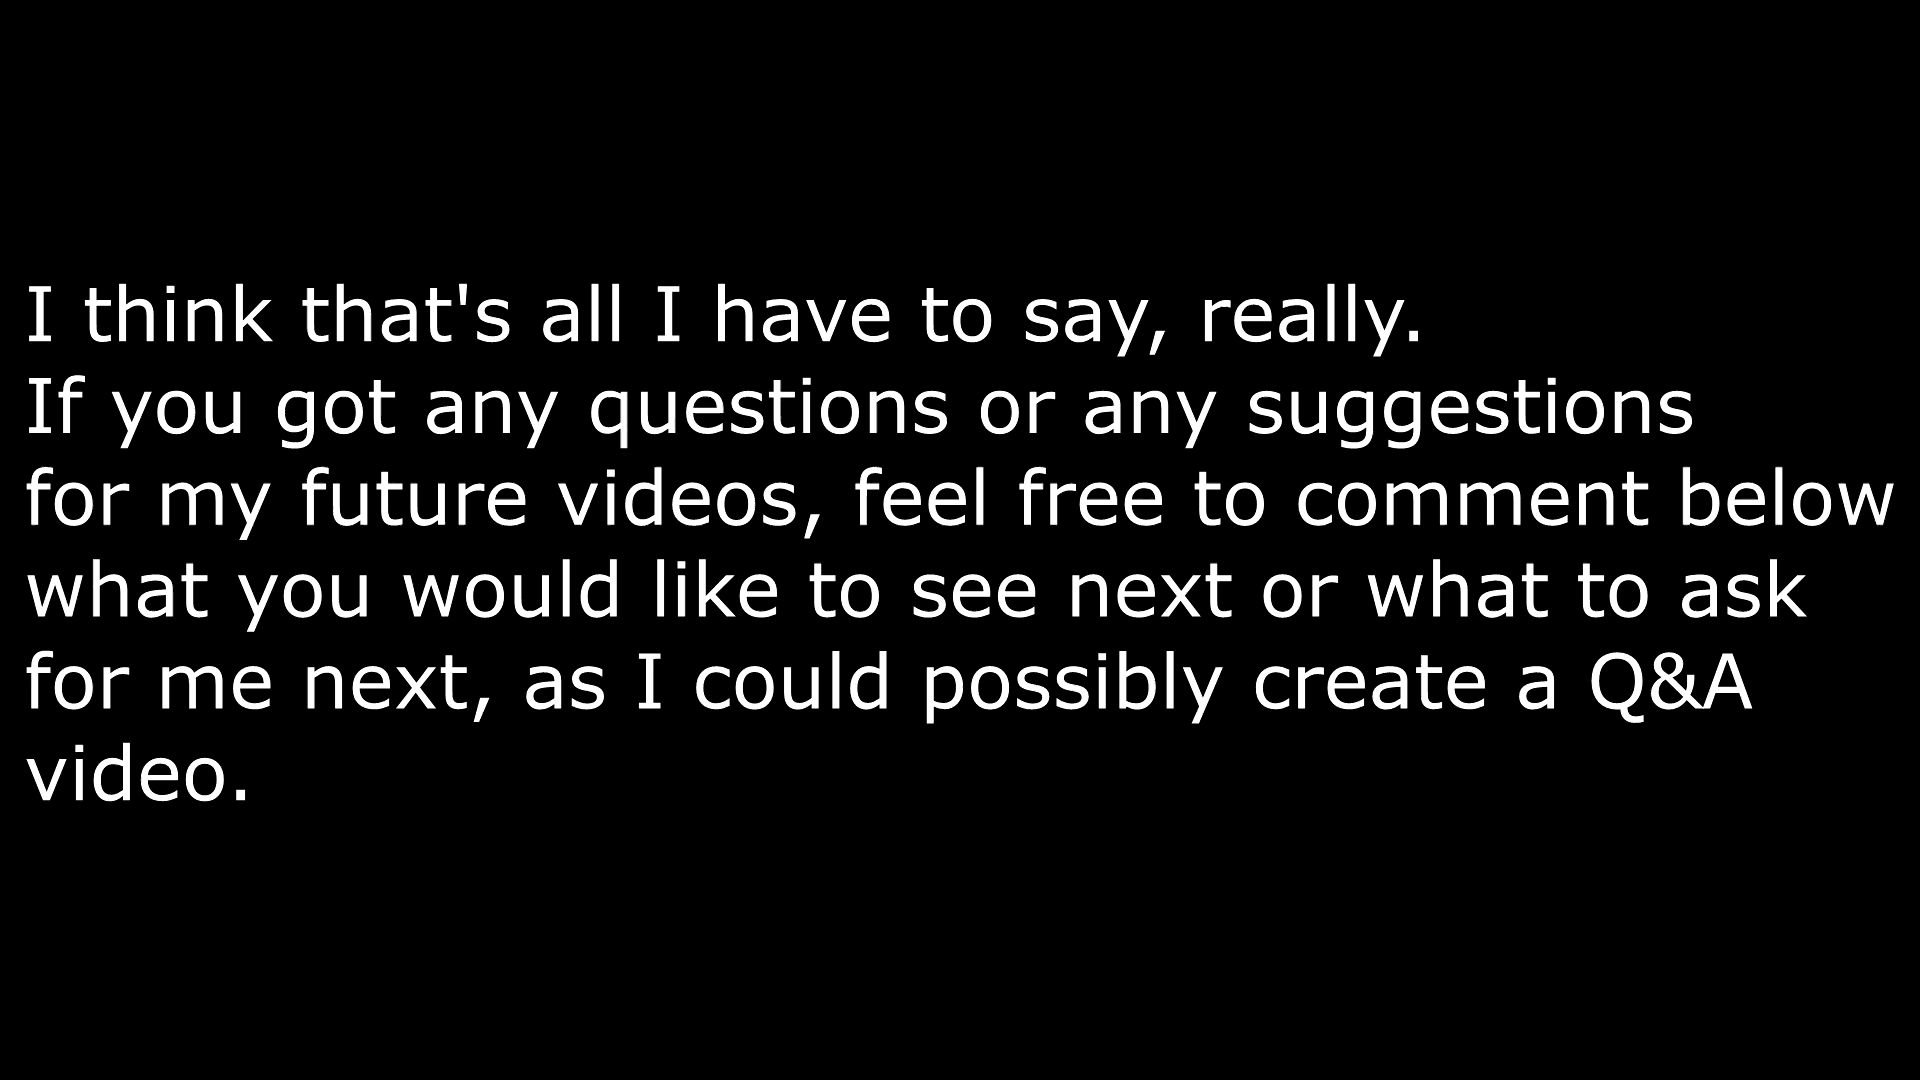 I think that's all I have to say, really.
If you got any questions or any suggestions
for my future videos, feel free to comment below
what you would like to see next or what to ask
for me next, as I could possibly create a Q&A
video.